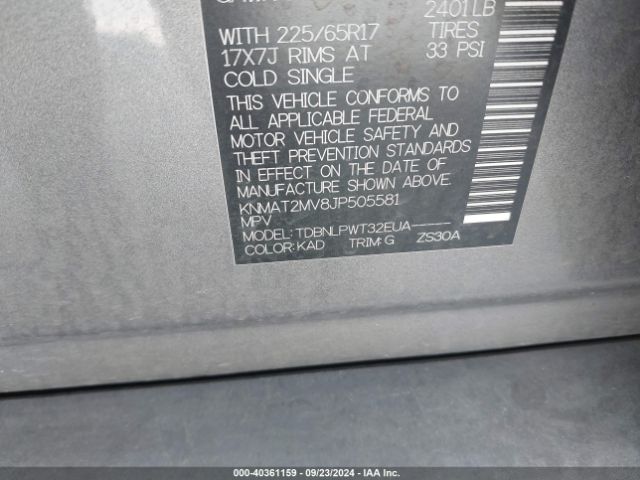 2401LB
WITH 225/65R17 TIRES
17X7J RIMS AT 33 PSI
COLD SINGLE
THIS VEHICLE CONFORMS TO
ALL APPLICABLE FEDERAL
MOTOR VEHICLE SAFETY AND
THEFT PREVENTION STANDARDS
IN EFFECT ON THE DATE OF
MANUFACTURE SHOWN ABOVE.
KNMAT2MV8JP505581
MPV
MODEL:TDBNLPWT32EUA-----
COLOR:KAD TRIM:G ZS30A
000-40361159 - 09/23/2024 - IAA Inc.